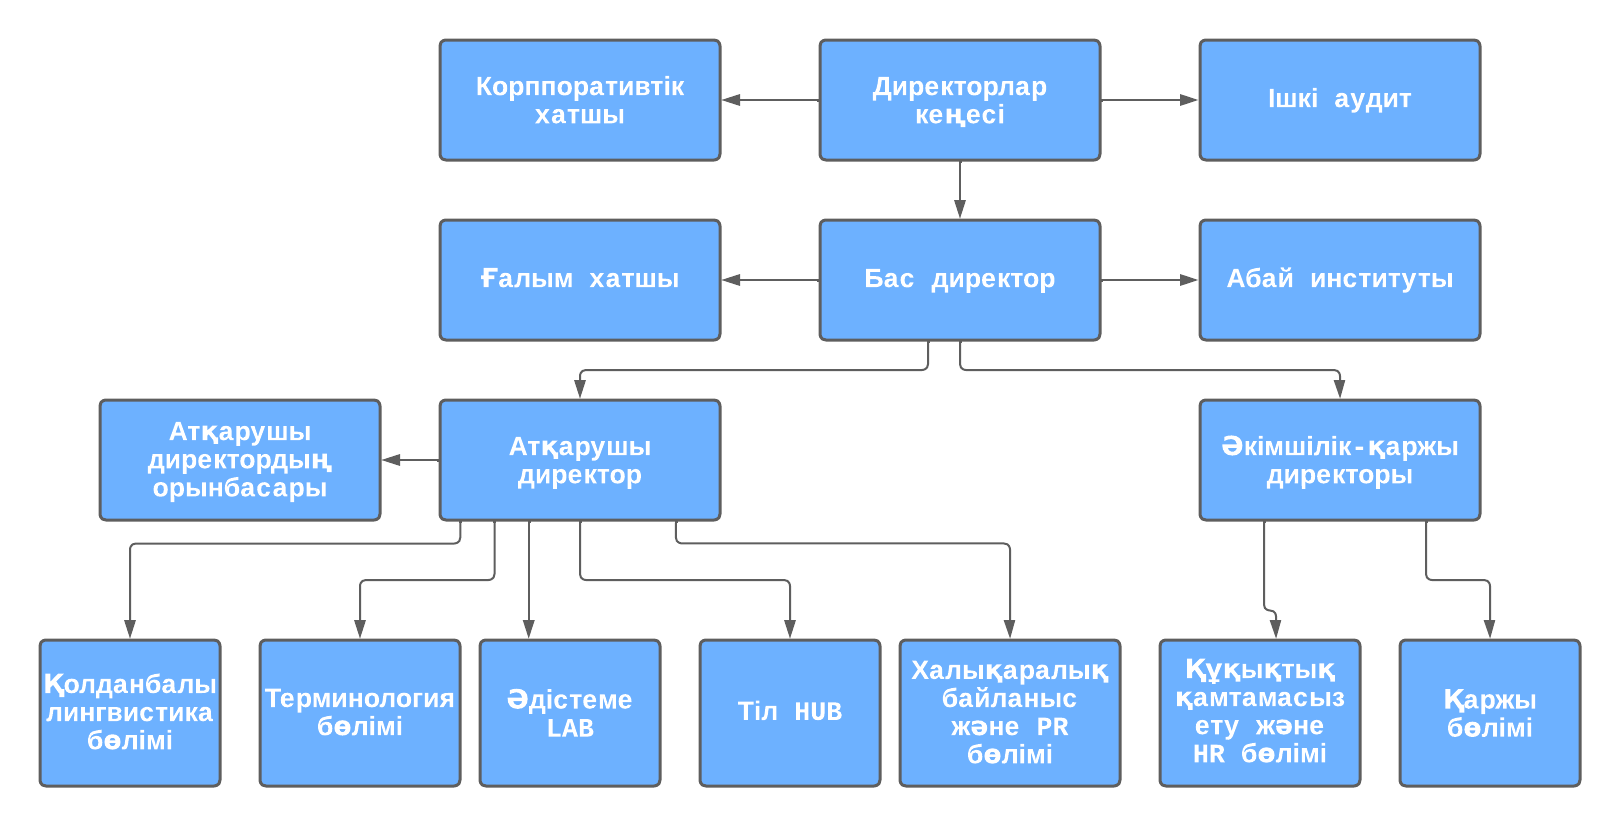 Корппоративтік
хатшы
Директорлар
кеңесі
Ішкі аудит
Ғалым хатшы
Бас директор
Абай институты
Атқарушы
директордың
орынбасары
Атқарушы
директор
Әкімшілік-қаржы
директоры
Қолданбалы
лингвистика
бөлімі
Терминология
бөлімі
Әдістеме
LAB
Тіл HUB
Халықаралық
байланыс
және PR
бөлімі
Құқықтық
қамтамасыз
ету және
HR бөлімі
Қаржы
бөлімі